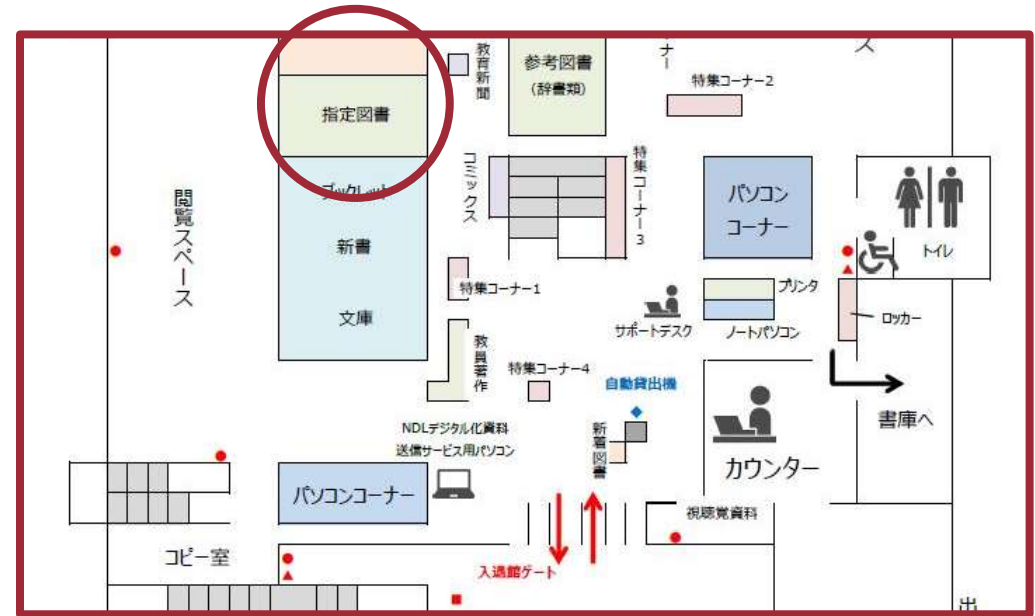 教育新聞
参考図書
(辞書類)
ナー
ス
特集コーナー2
指定図書
コミックス
特集コーナー3
ブックレット
パソコン
コーナー
閲覧スペース
新書
トイレ
特集コーナー1
プリンタ
文庫
サポートデスク
ノートパソコン
ロッカー
教員著作
特集コーナー4
自動貸出機
書庫へ
NDLデジタル化資料
送信サービス用パソコン
新着図書
カウンター
パソコンコーナー
視聴覚資料
コピー室
入退館ゲート
出